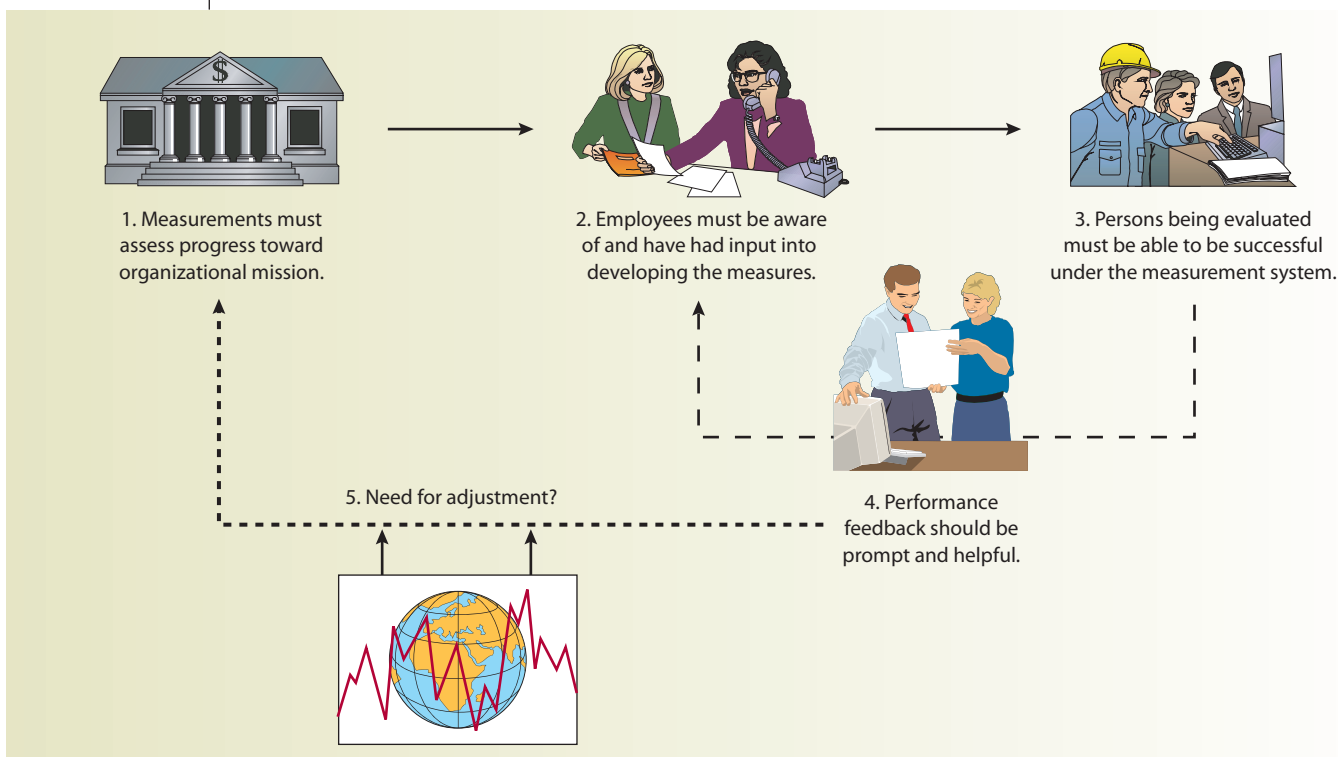 $
1. Measurements must
assess progress toward
organizational mission.
2. Employees must be aware
of and have had input into
developing the measures.
3. Persons being evaluated
must be able to be successful
under the measurement system.
4. Performance
feedback should be
prompt and helpful.
5. Need for adjustment?